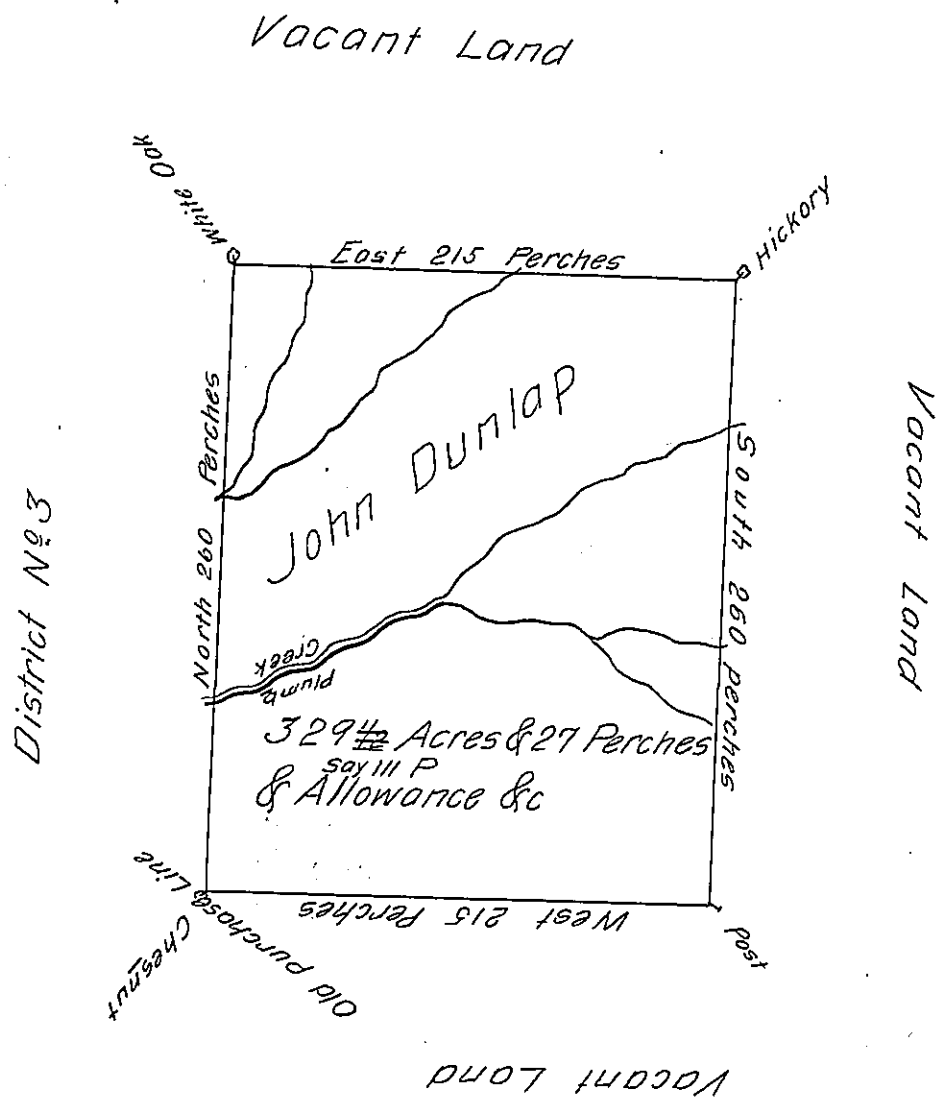 Vacant Land
White Oak
Hickory
East 215 Perches
North 260 Perches
John Dunlap
South 260 perches
Vacant Land
District No 3
Plumb
Creek
329 Acres & 27 Perches
Say 111 P
& Allowance &c
West 215 Perches
Post
Old purchase Line
Chesnut
Vacant Land